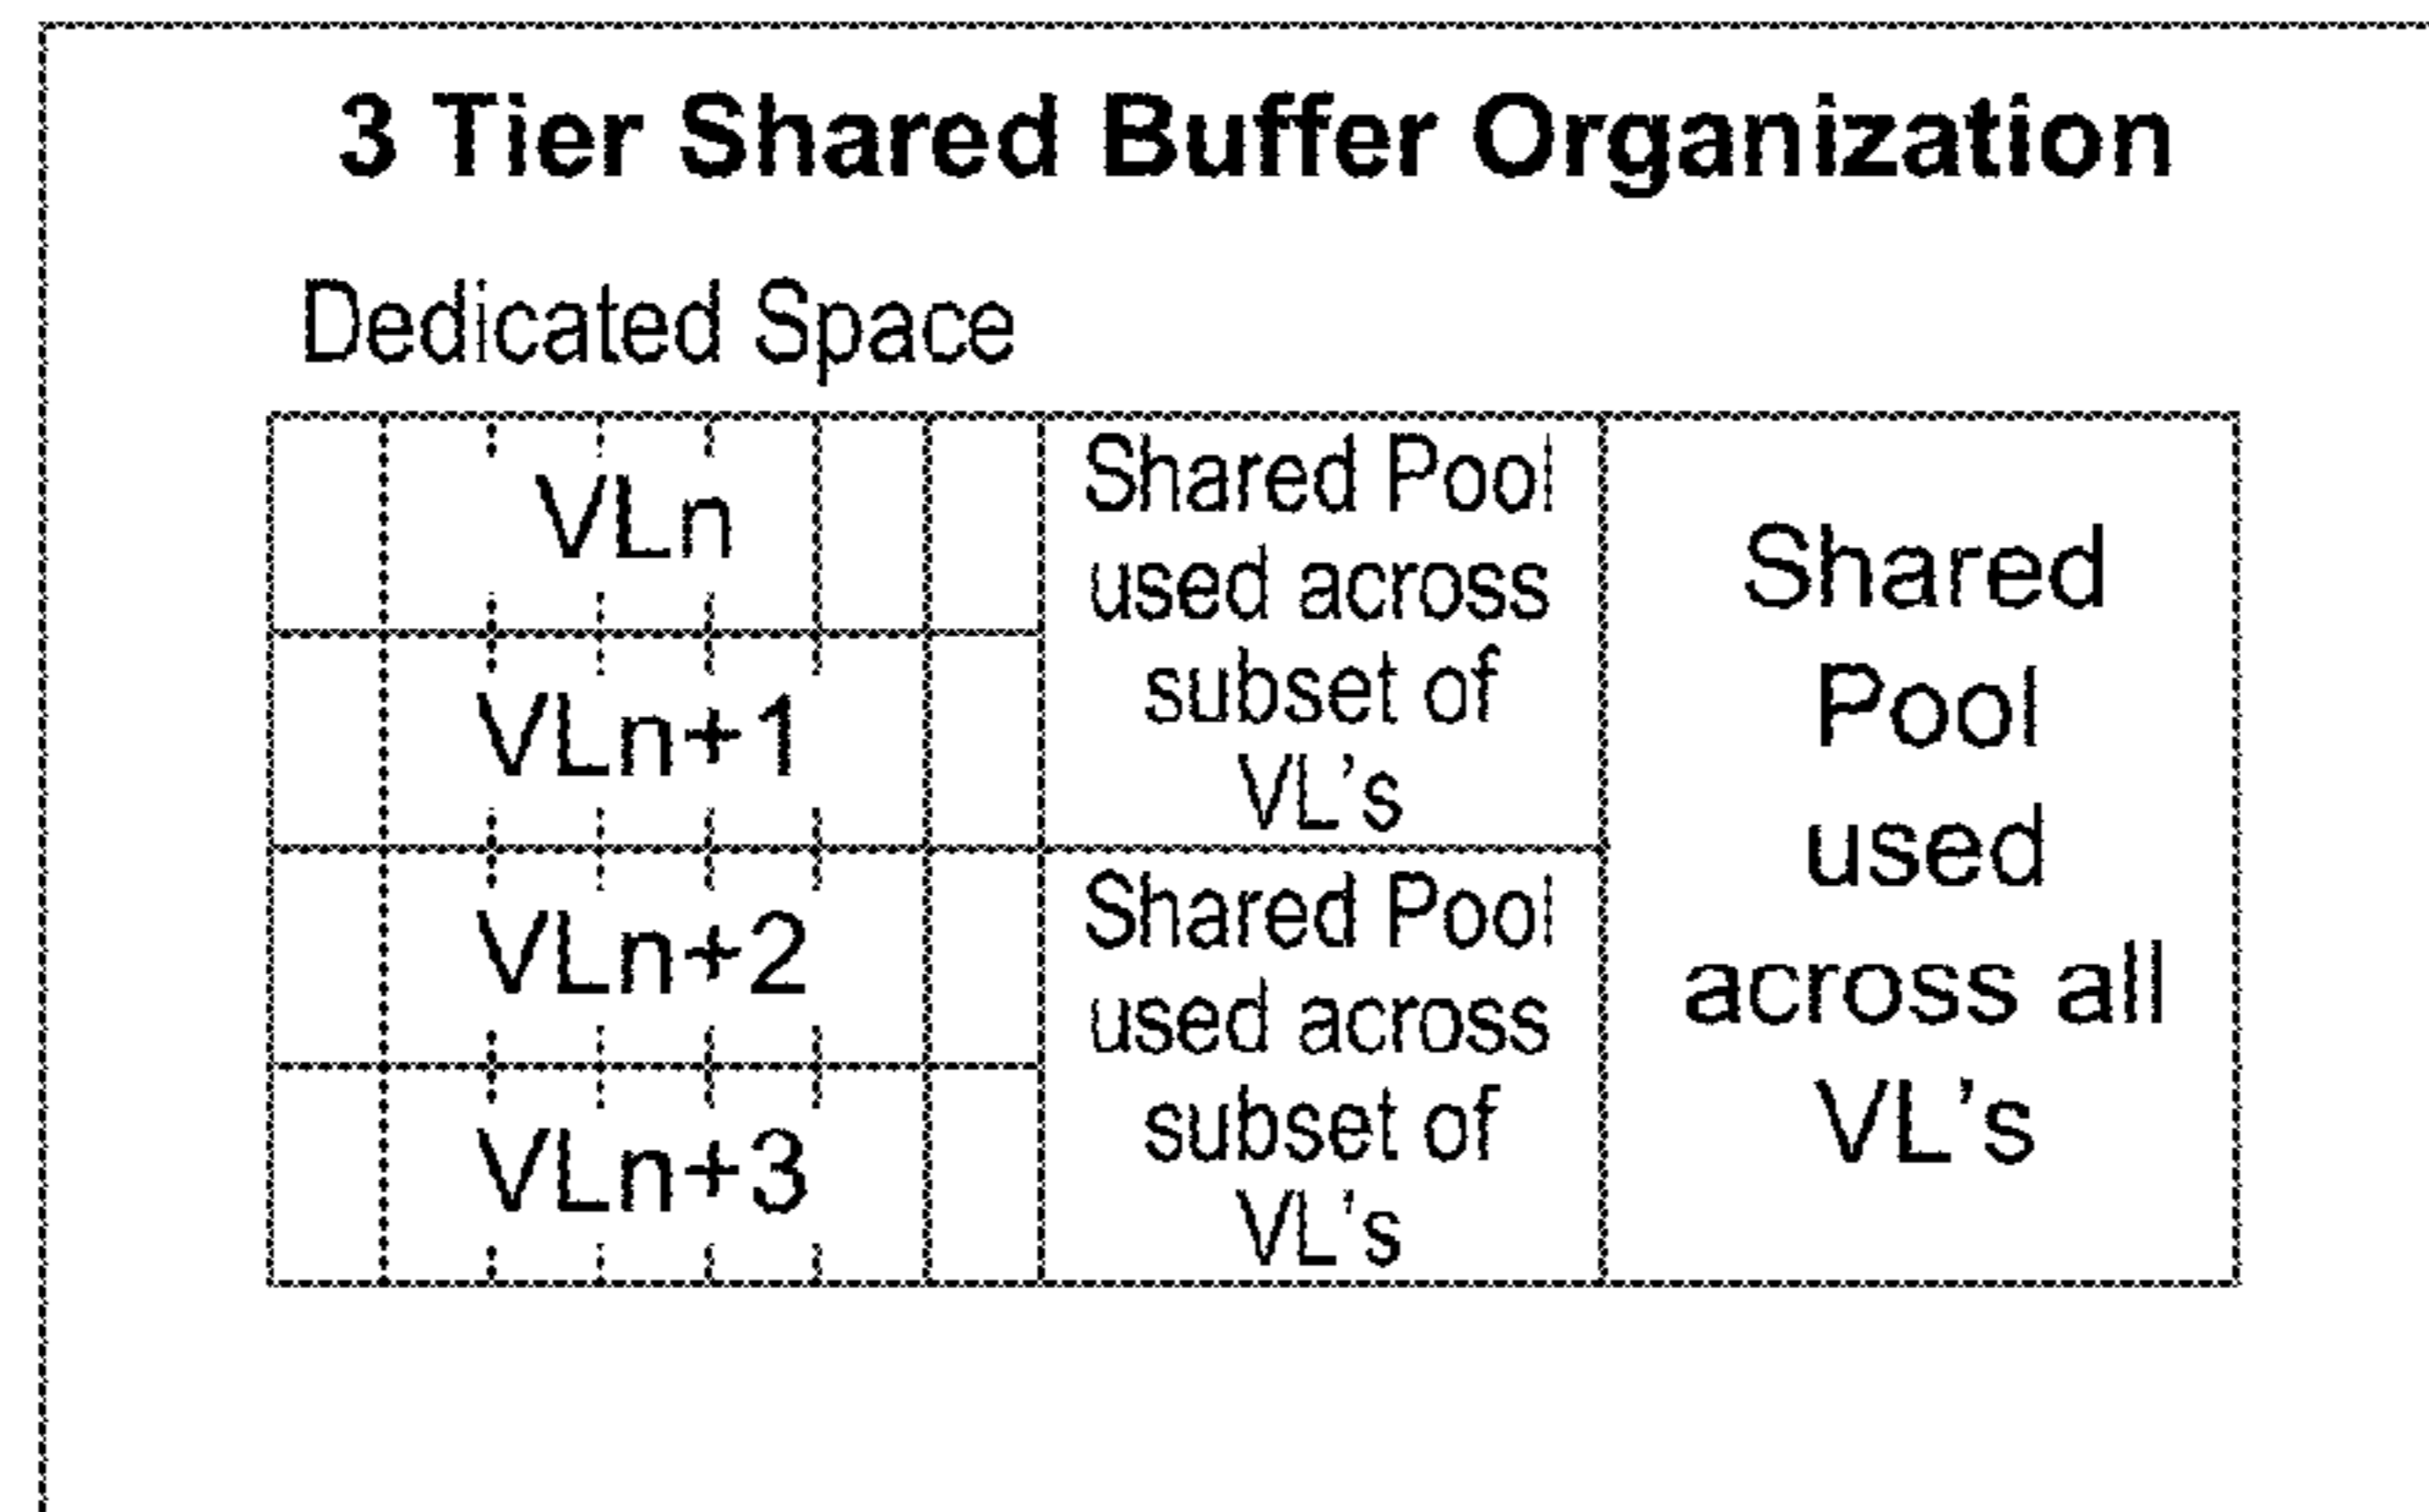 3 Tier Shared Buffer Organization
Dedicated Space
VLn
VLn+1
VLn+2
VLn+3
Shared Pool
used across
subset of
VL's
Shared Pool
used across
subset of
VL's
Shared
Pool
used
across all
VL's